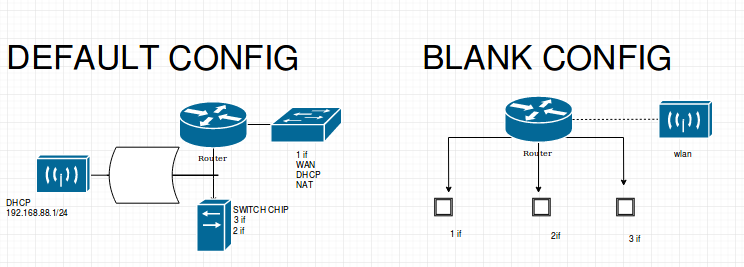 DEFAULT CONFIG
BLANK CONFIG
Router
1 if
WAN
DHCP
NAT
DHCP
192.168.88.1/24
SWITCH CHIP
3 if
2 if
Router
wlan
1 if
2if
3 if